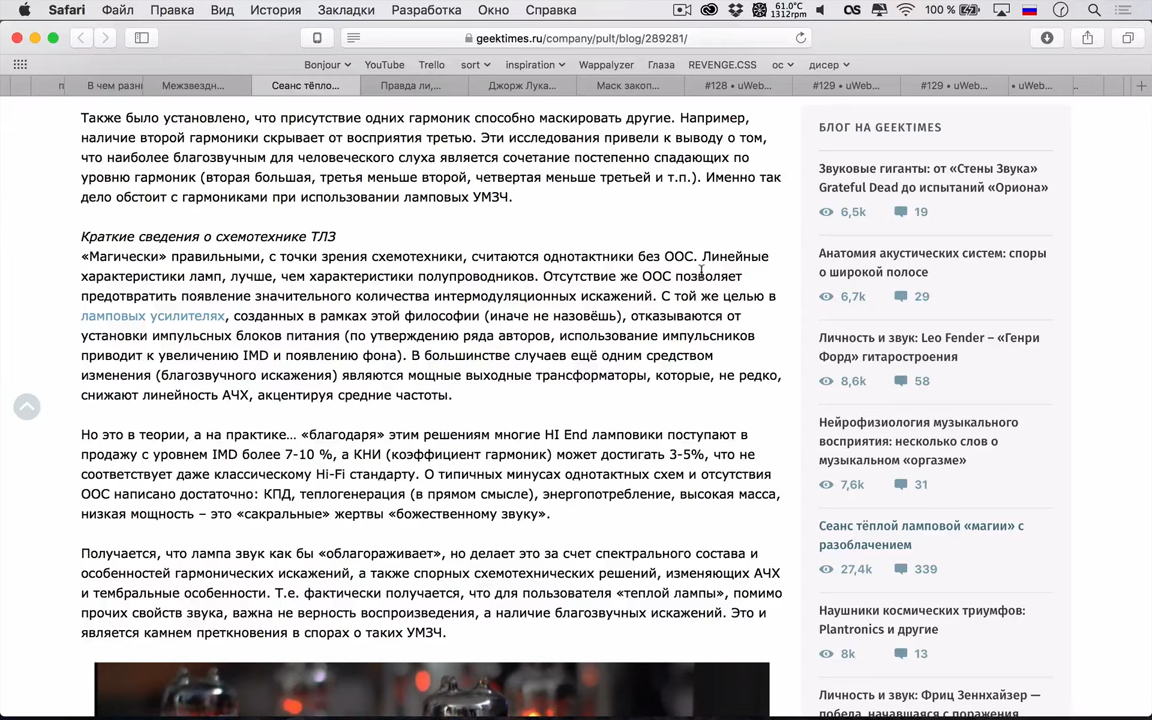 Safari Файл Правка Вид История Закладки Разработка Окно Справка
61.0°C
1312rpm
100 %
geektimes.ru/company/pult/blog/289281/
Bonjour YouTube Trello sort inspiration Wappalyzer Глаза REVENGE.CSS ос дисер
п В чем разни Межзвездн... Сеанс тёпло... Правда ли,... Джорж Лука... Маск закоп... #128 • uWeb... #129 • uWeb... #129 • uWeb... • uWeb...
Также было установлено, что присутствие одних гармоник способно маскировать другие. Например,
наличие второй гармоники скрывает от восприятия третью. Эти исследования привели к выводу о том,
что наиболее благозвучным для человеческого слуха является сочетание постепенно спадающих по
уровню гармоник (вторая большая, третья меньше второй, четвертая меньше третьей и т.п.). Именно так
дело обстоит с гармониками при использовании ламповых УМЗЧ.
Краткие сведения о схемотехнике ТЛЗ
«Магически» правильными, с точки зрения схемотехники, считаются однотактники без ООС. Линейные
характеристики ламп, лучше, чем характеристики полупроводников. Отсутствие же ООС позволяет
предотвратить появление значительного количества интермодуляционных искажений. С той же целью в
ламповых усилителях, созданных в рамках этой философии (иначе не назовёшь), отказываются от
установки импульсных блоков питания (по утверждению ряда авторов, использование импульсников
приводит к увеличению IMD и появлению фона). В большинстве случаев ещё одним средством
изменения (благозвучного искажения) являются мощные выходные трансформаторы, которые, не редко,
снижают линейность АЧХ, акцентируя средние частоты.
Но это в теории, а на практике... «благодаря» этим решениям многие HI End ламповики поступают в
продажу с уровнем IMD более 7-10 %, а КНИ (коэффициент гармоник) может достигать 3-5%, что не
соответствует даже классическому Hi-Fi стандарту. О типичных минусах однотактных схем и отсутствия
ООС написано достаточно: КПД, теплогенерация (в прямом смысле), энергопотребление, высокая масса,
низкая мощность – это «сакральные» жертвы «божественному звуку».
Получается, что лампа звук как бы «облагораживает», но делает это за счет спектрального состава и
особенностей гармонических искажений, а также спорных схемотехнических решений, изменяющих АЧХ
и тембральные особенности. Т.е. фактически получается, что для пользователя «теплой лампы», помимо
прочих свойств звука, важна не верность воспроизведения, а наличие благозвучных искажений. Это и
является камнем преткновения в спорах о таких УМЗЧ.
БЛОГ НА GEEKTIMES
Звуковые гиганты: от «Стены Звука»
Grateful Dead до испытаний «Ориона»
6,5k 19
Анатомия акустических систем: споры
о широкой полосе
6,7k 29
Личность и звук: Leo Fender – «Генри
Форд» гитаростроения
8,6k 58
Нейрофизиология музыкального
восприятия: несколько слов о
музыкальном «оргазме»
7,6k 31
Сеанс тёплой ламповой «магии» с
разоблачением
27,4k 339
Наушники космических триумфов:
Plantronics и другие
8k 13
Личность и звук: Фриц Зеннхайзер —
победа, начавшаяся с поражения